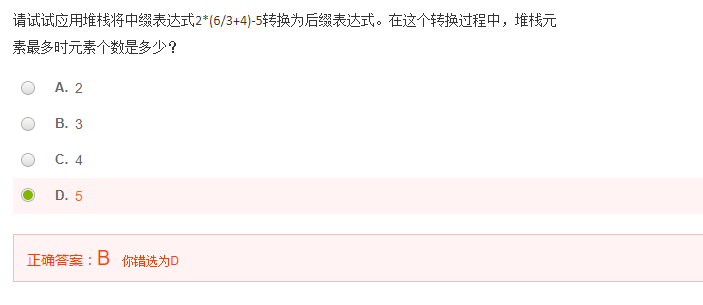 请试试应用堆栈将中缀表达式2*(6/3+4)-5转换为后缀表达式。在这个转换过程中，堆栈元
素最多时元素个数是多少？
A. 2
B. 3
C. 4
D. 5
正确答案：B 你错选为D